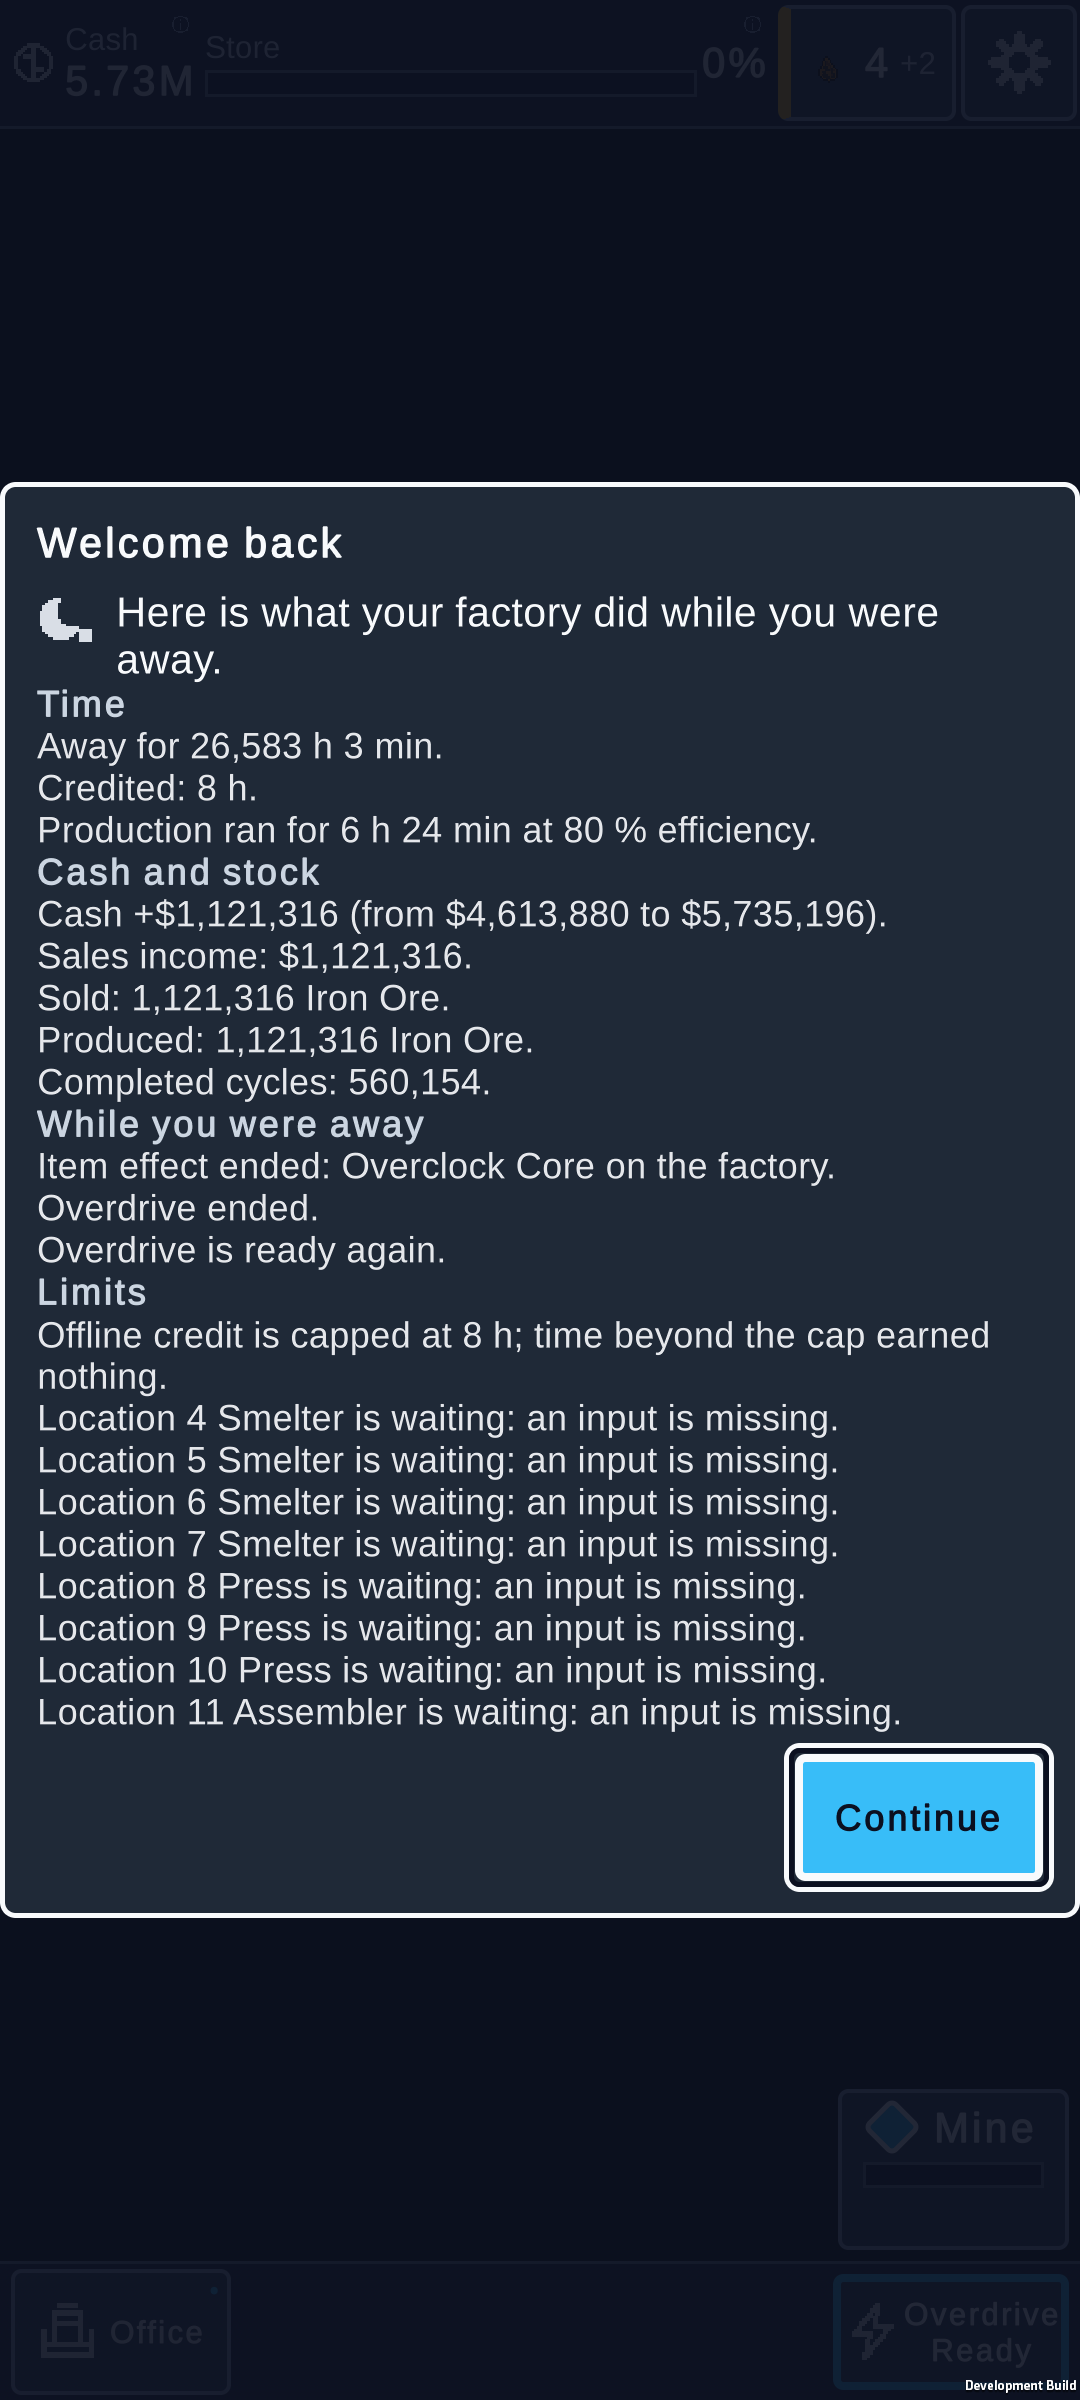 Cash
Store
5.73M
0%
4 +2
Welcome back
Here is what your factory did while you were
away.
Time
Away for 26,583 h 3 min.
Credited: 8 h.
Production ran for 6 h 24 min at 80 % efficiency.
Cash and stock
Cash +$1,121,316 (from $4,613,880 to $5,735,196).
Sales income: $1,121,316.
Sold: 1,121,316 Iron Ore.
Produced: 1,121,316 Iron Ore.
Completed cycles: 560,154.
While you were away
Item effect ended: Overclock Core on the factory.
Overdrive ended.
Overdrive is ready again.
Limits
Offline credit is capped at 8 h; time beyond the cap earned
nothing.
Location 4 Smelter is waiting: an input is missing.
Location 5 Smelter is waiting: an input is missing.
Location 6 Smelter is waiting: an input is missing.
Location 7 Smelter is waiting: an input is missing.
Location 8 Press is waiting: an input is missing.
Location 9 Press is waiting: an input is missing.
Location 10 Press is waiting: an input is missing.
Location 11 Assembler is waiting: an input is missing.
Continue
Mine
Office
Overdrive
Ready
Development Build